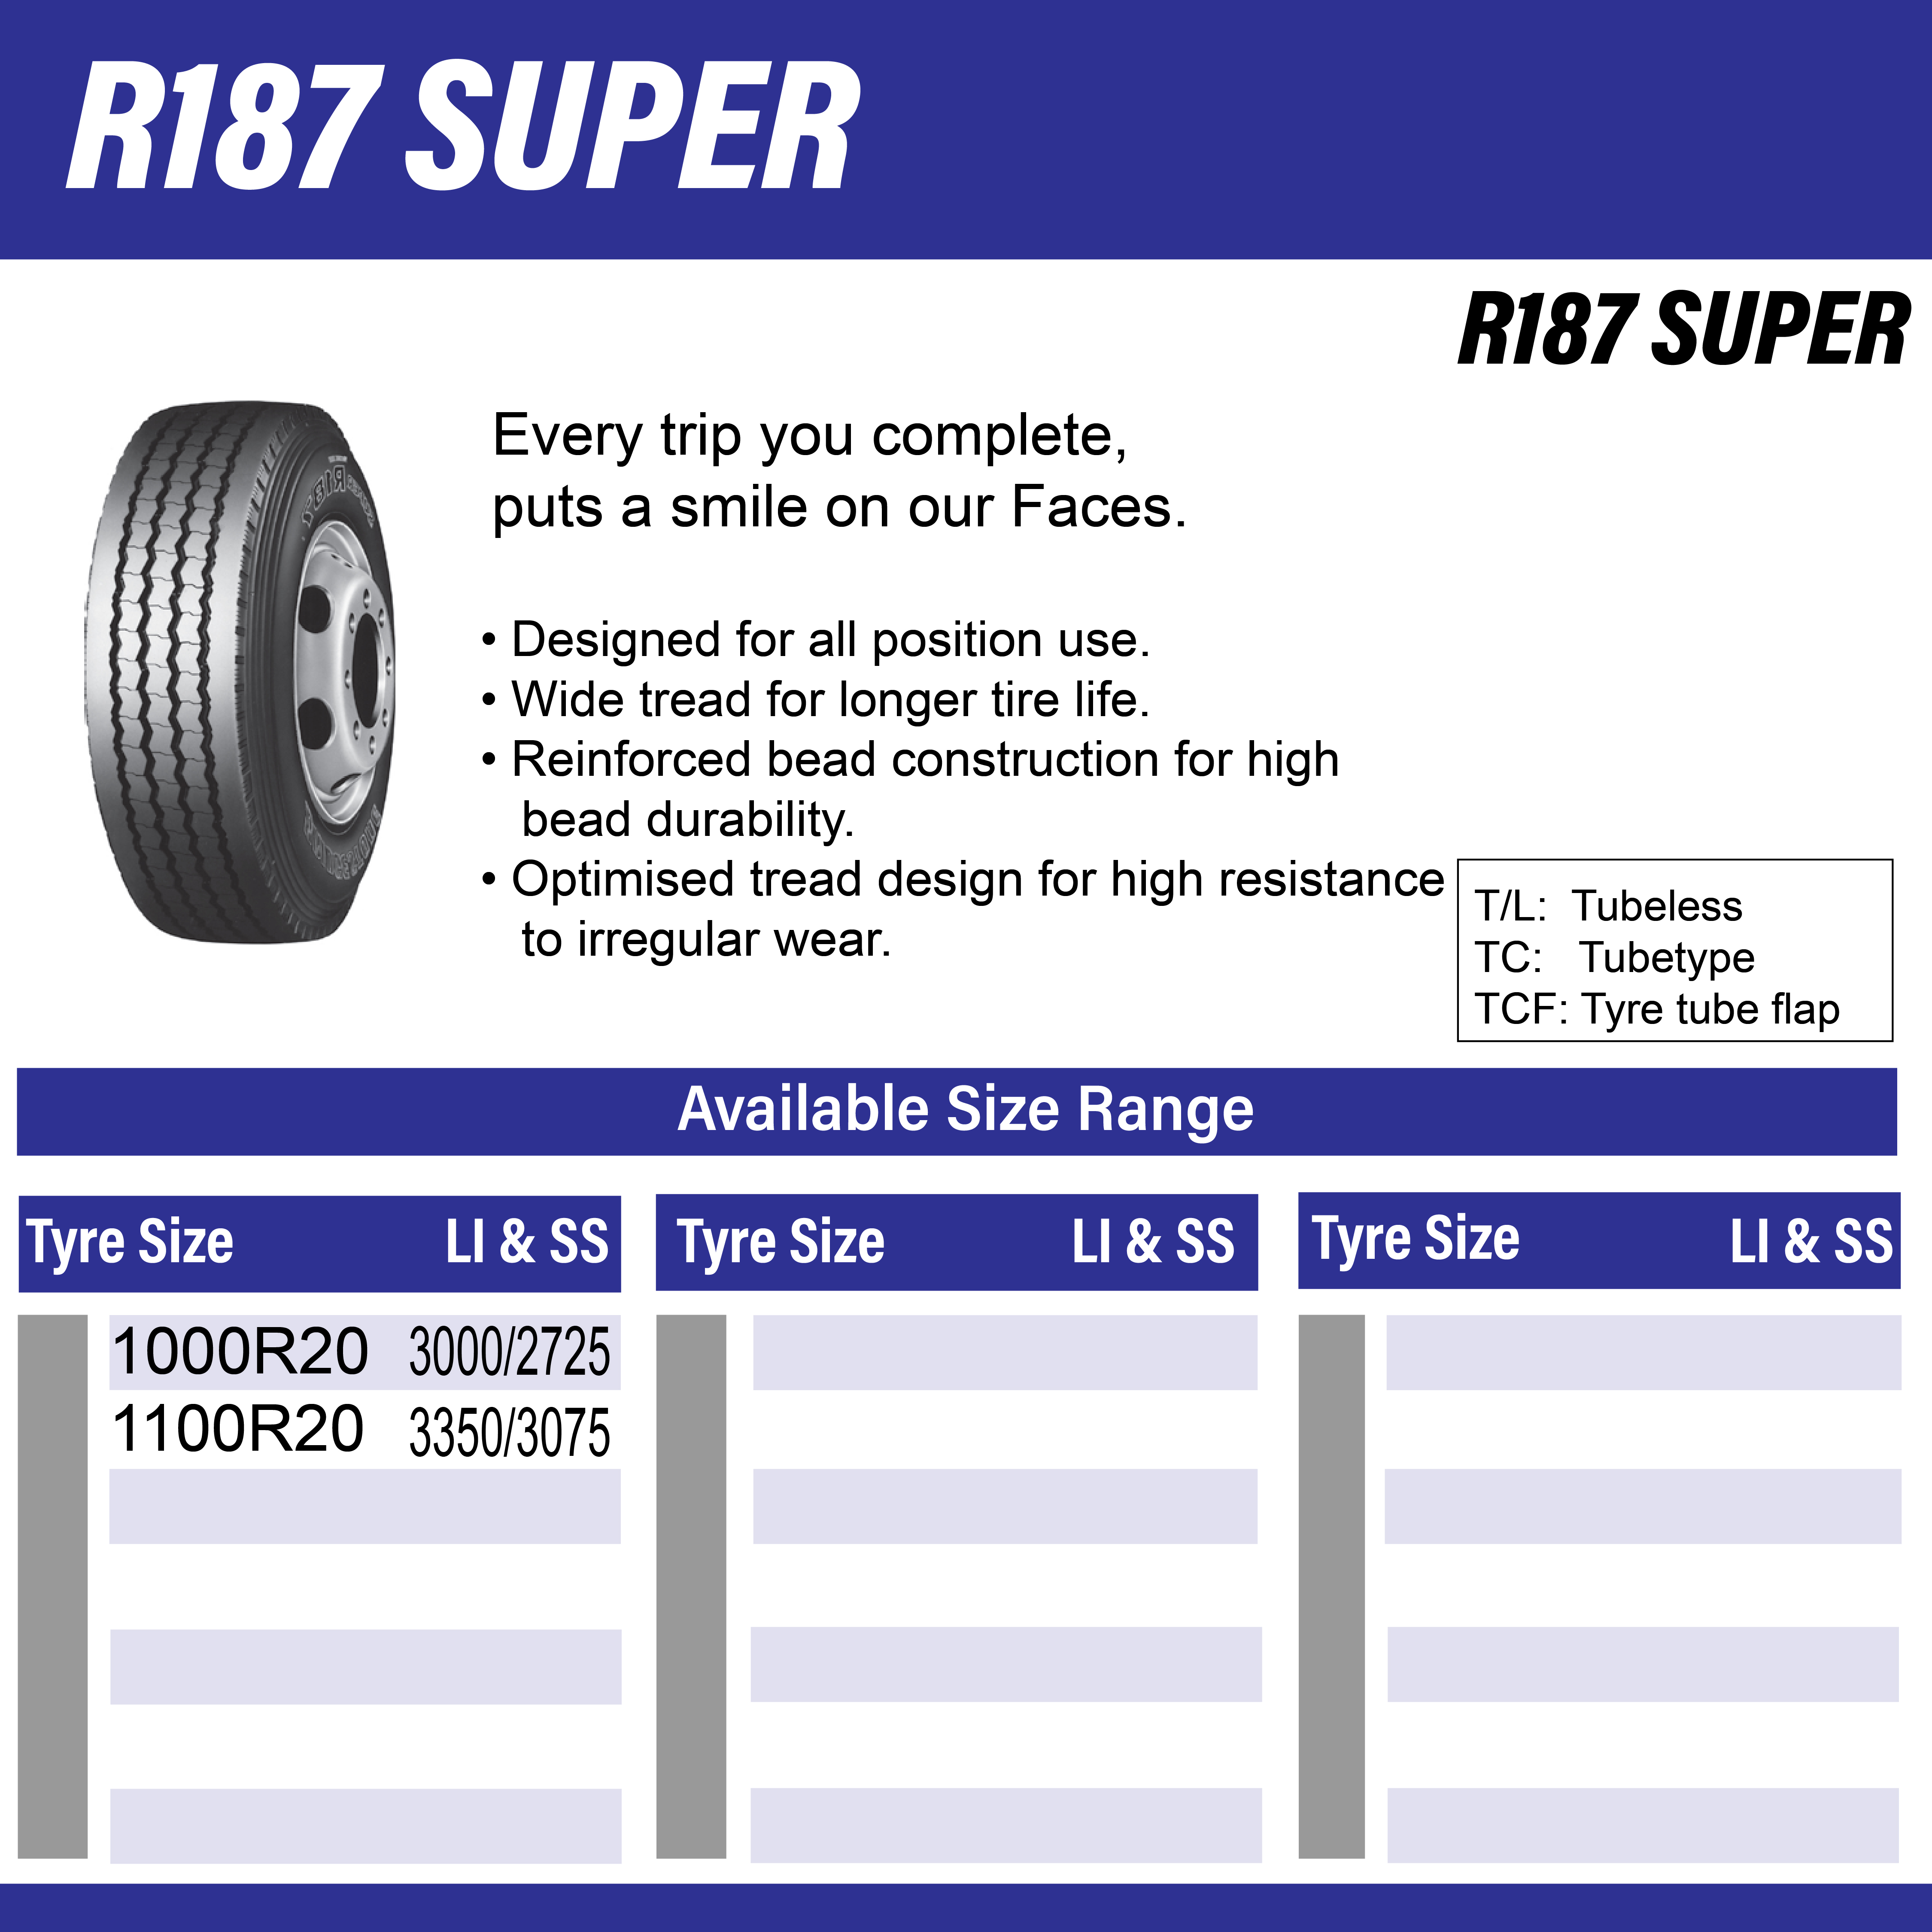 R187 SUPER
R187 SUPER
Every trip you complete,
puts a smile on our Faces.
• Designed for all position use.
• Wide tread for longer tire life.
• Reinforced bead construction for high
bead durability.
• Optimised tread design for high resistance
to irregular wear.
T/L: Tubeless
TC: Tubetype
TCF: Tyre tube flap
Available Size Range
Tyre Size LI & SS
1000R20 3000/2725
1100R20 3350/3075
Tyre Size LI & SS
Tyre Size LI & SS